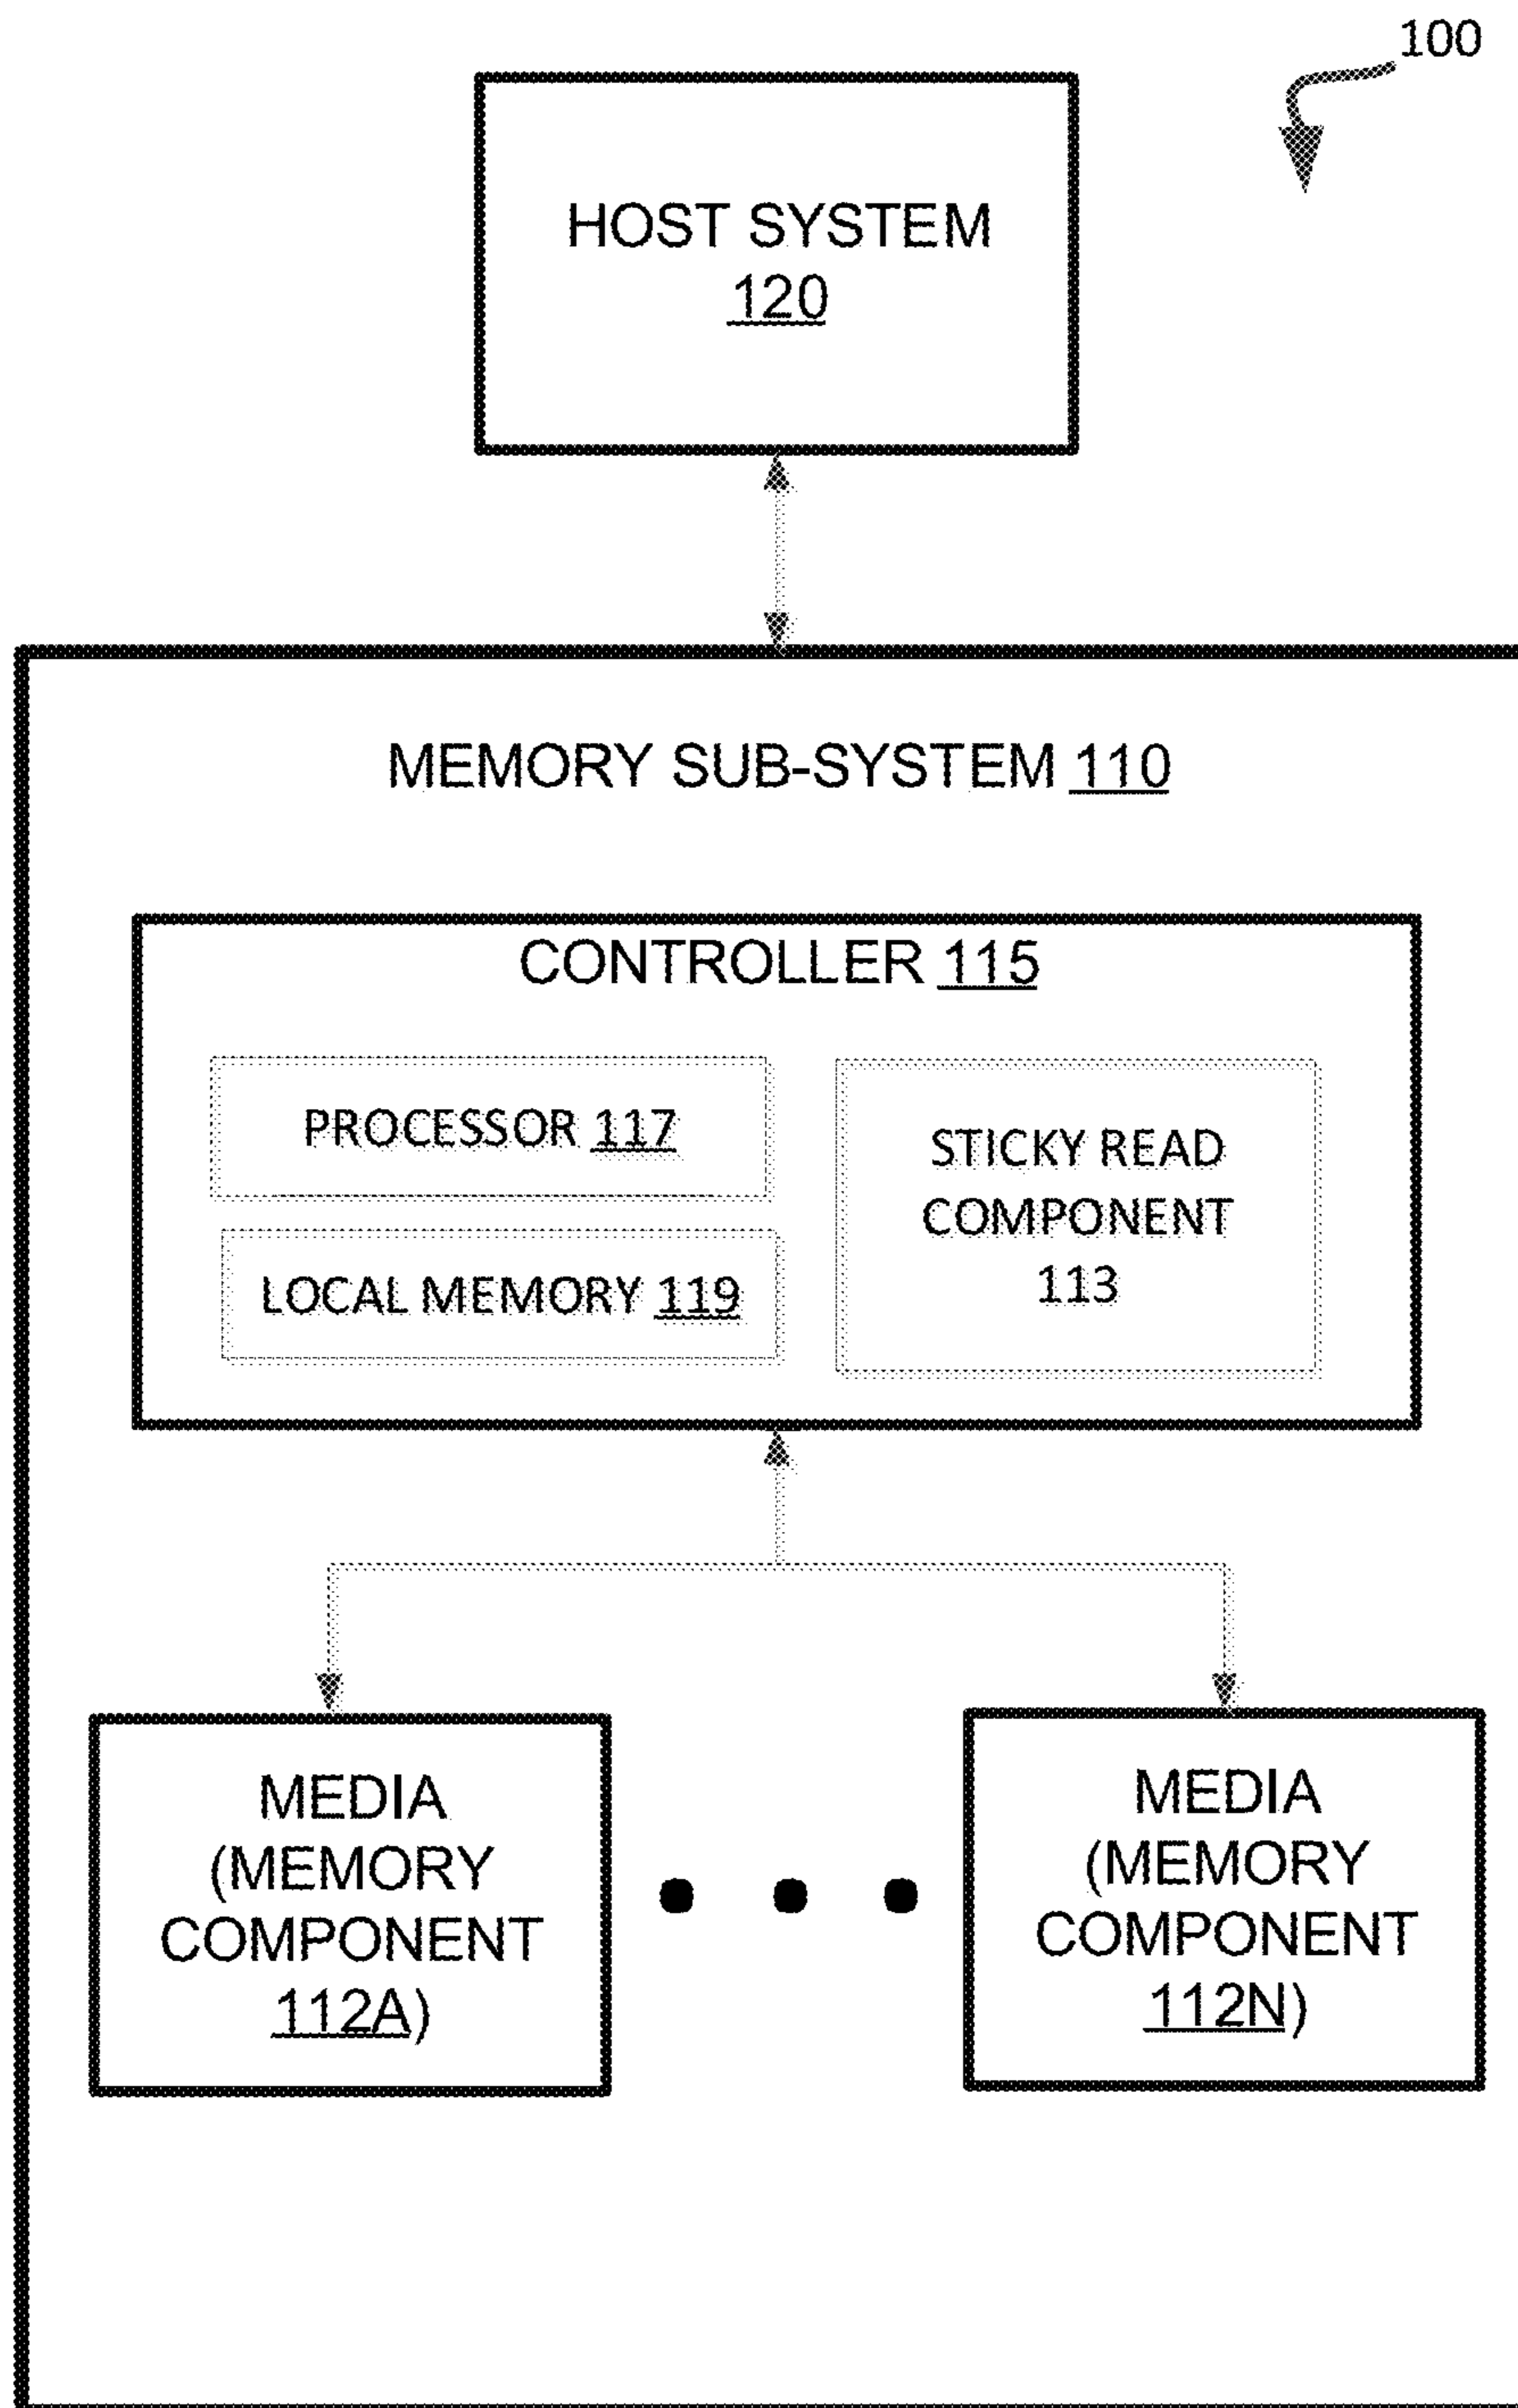 100
HOST SYSTEM
120
MEMORY SUB-SYSTEM 110
CONTROLLER 115
PROCESSOR 117
LOCAL MEMORY 119
STICKY READ
COMPONENT
113
MEDIA
(MEMORY
COMPONENT
112A)
MEDIA
(MEMORY
COMPONENT
112N)